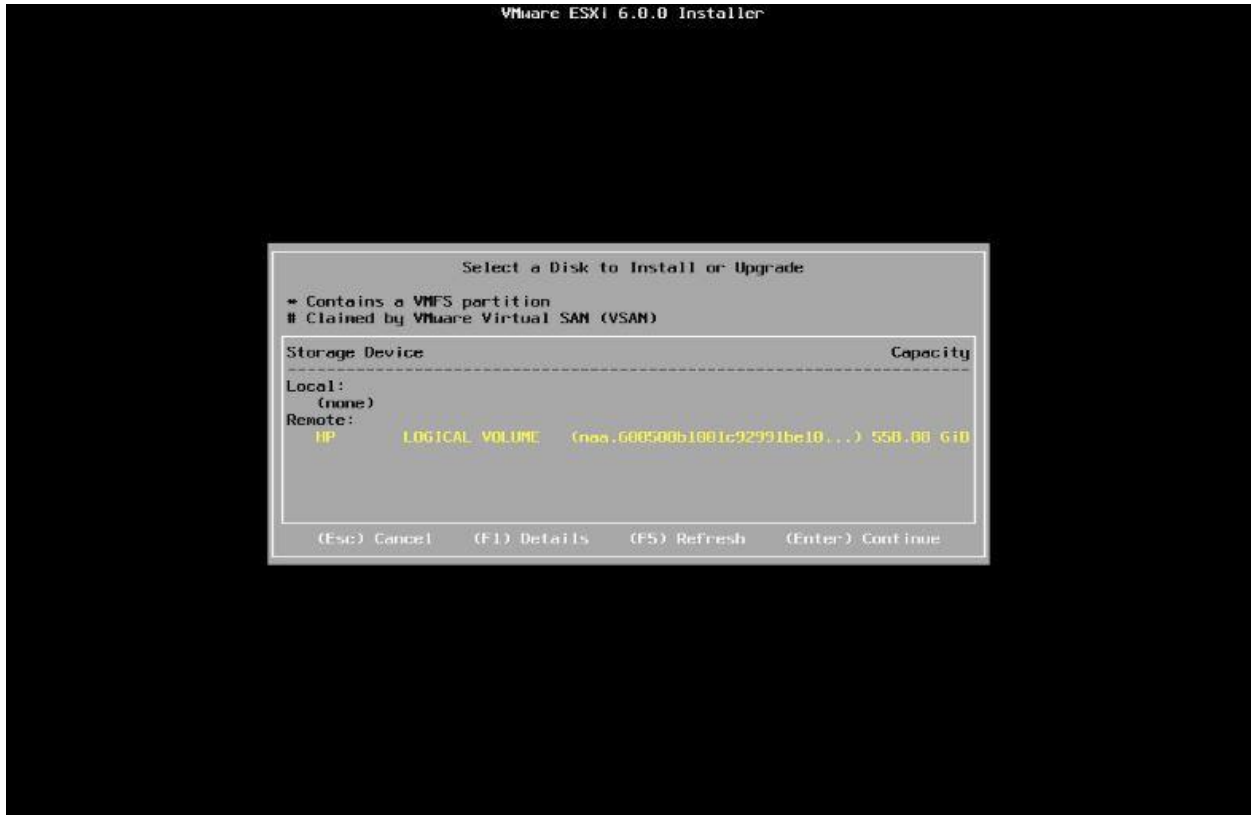 VMware ESXi 6.0.0 Installer
Select a Disk to Install or Upgrade
* Contains a VMFS partition
# Claimed by VMware Virtual SAN (VSAN)
Storage Device Capacity
Local:
(none)
Remote:
HP LOGICAL VOLUME (naa.600508b1001c92991be10...) 558.88 GiB
(Esc) Cancel (F1) Details (F5) Refresh (Enter) Continue